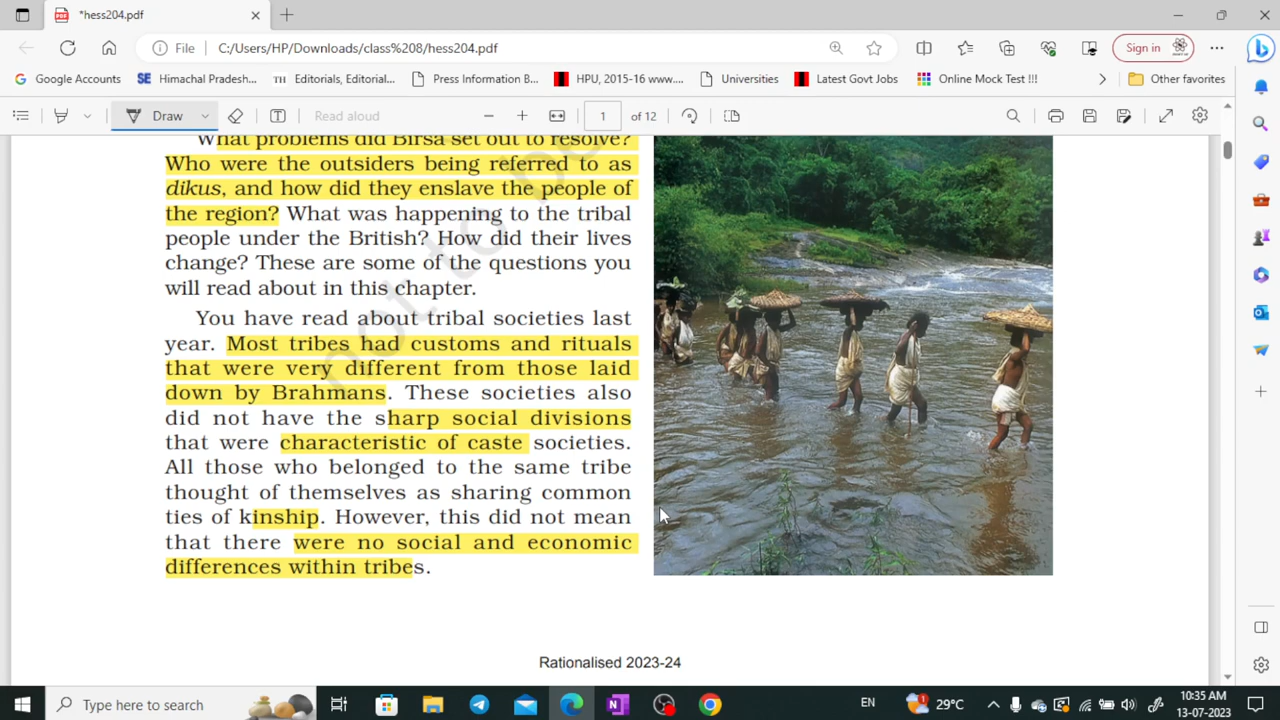 *hess204.pdf
File
C:/Users/HP/Downloads/class%208/hess204.pdf
Sign in
Google Accounts
SE Himachal Pradesh...
TH Editorials, Editorial...
Press Information B...
HPU, 2015-16 www....
Universities
Latest Govt Jobs
Online Mock Test !!!
Other favorites
Draw
Read aloud
1 of 12
What problems did Birsa set out to resolve?
Who were the outsiders being referred to as
dikus, and how did they enslave the people of
the region? What was happening to the tribal
people under the British? How did their lives
change? These are some of the questions you
will read about in this chapter.
You have read about tribal societies last
year. Most tribes had customs and rituals
that were very different from those laid
down by Brahmans. These societies also
did not have the sharp social divisions
that were characteristic of caste societies.
All those who belonged to the same tribe
thought of themselves as sharing common
ties of kinship. However, this did not mean
that there were no social and economic
differences within tribes.
not to be
Rationalised 2023-24
Type here to search
29°C
EN
10:35 AM
13-07-2023